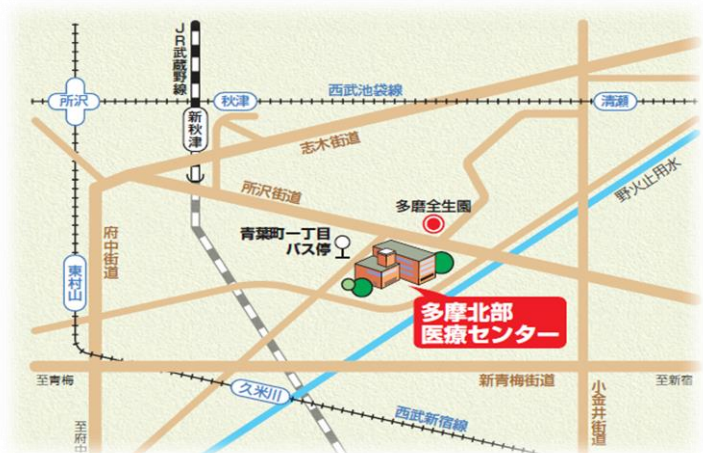 JR武蔵野線
所沢
秋津
西武池袋線
清瀬
新秋津
志木街道
所沢街道
多磨全生園
野火止用水
青葉町一丁目
バス停
府中街道
東村山
多摩北部
医療センター
至青梅
新青梅街道
至新宿
久米川
小金井街道
西武新宿線
至府中